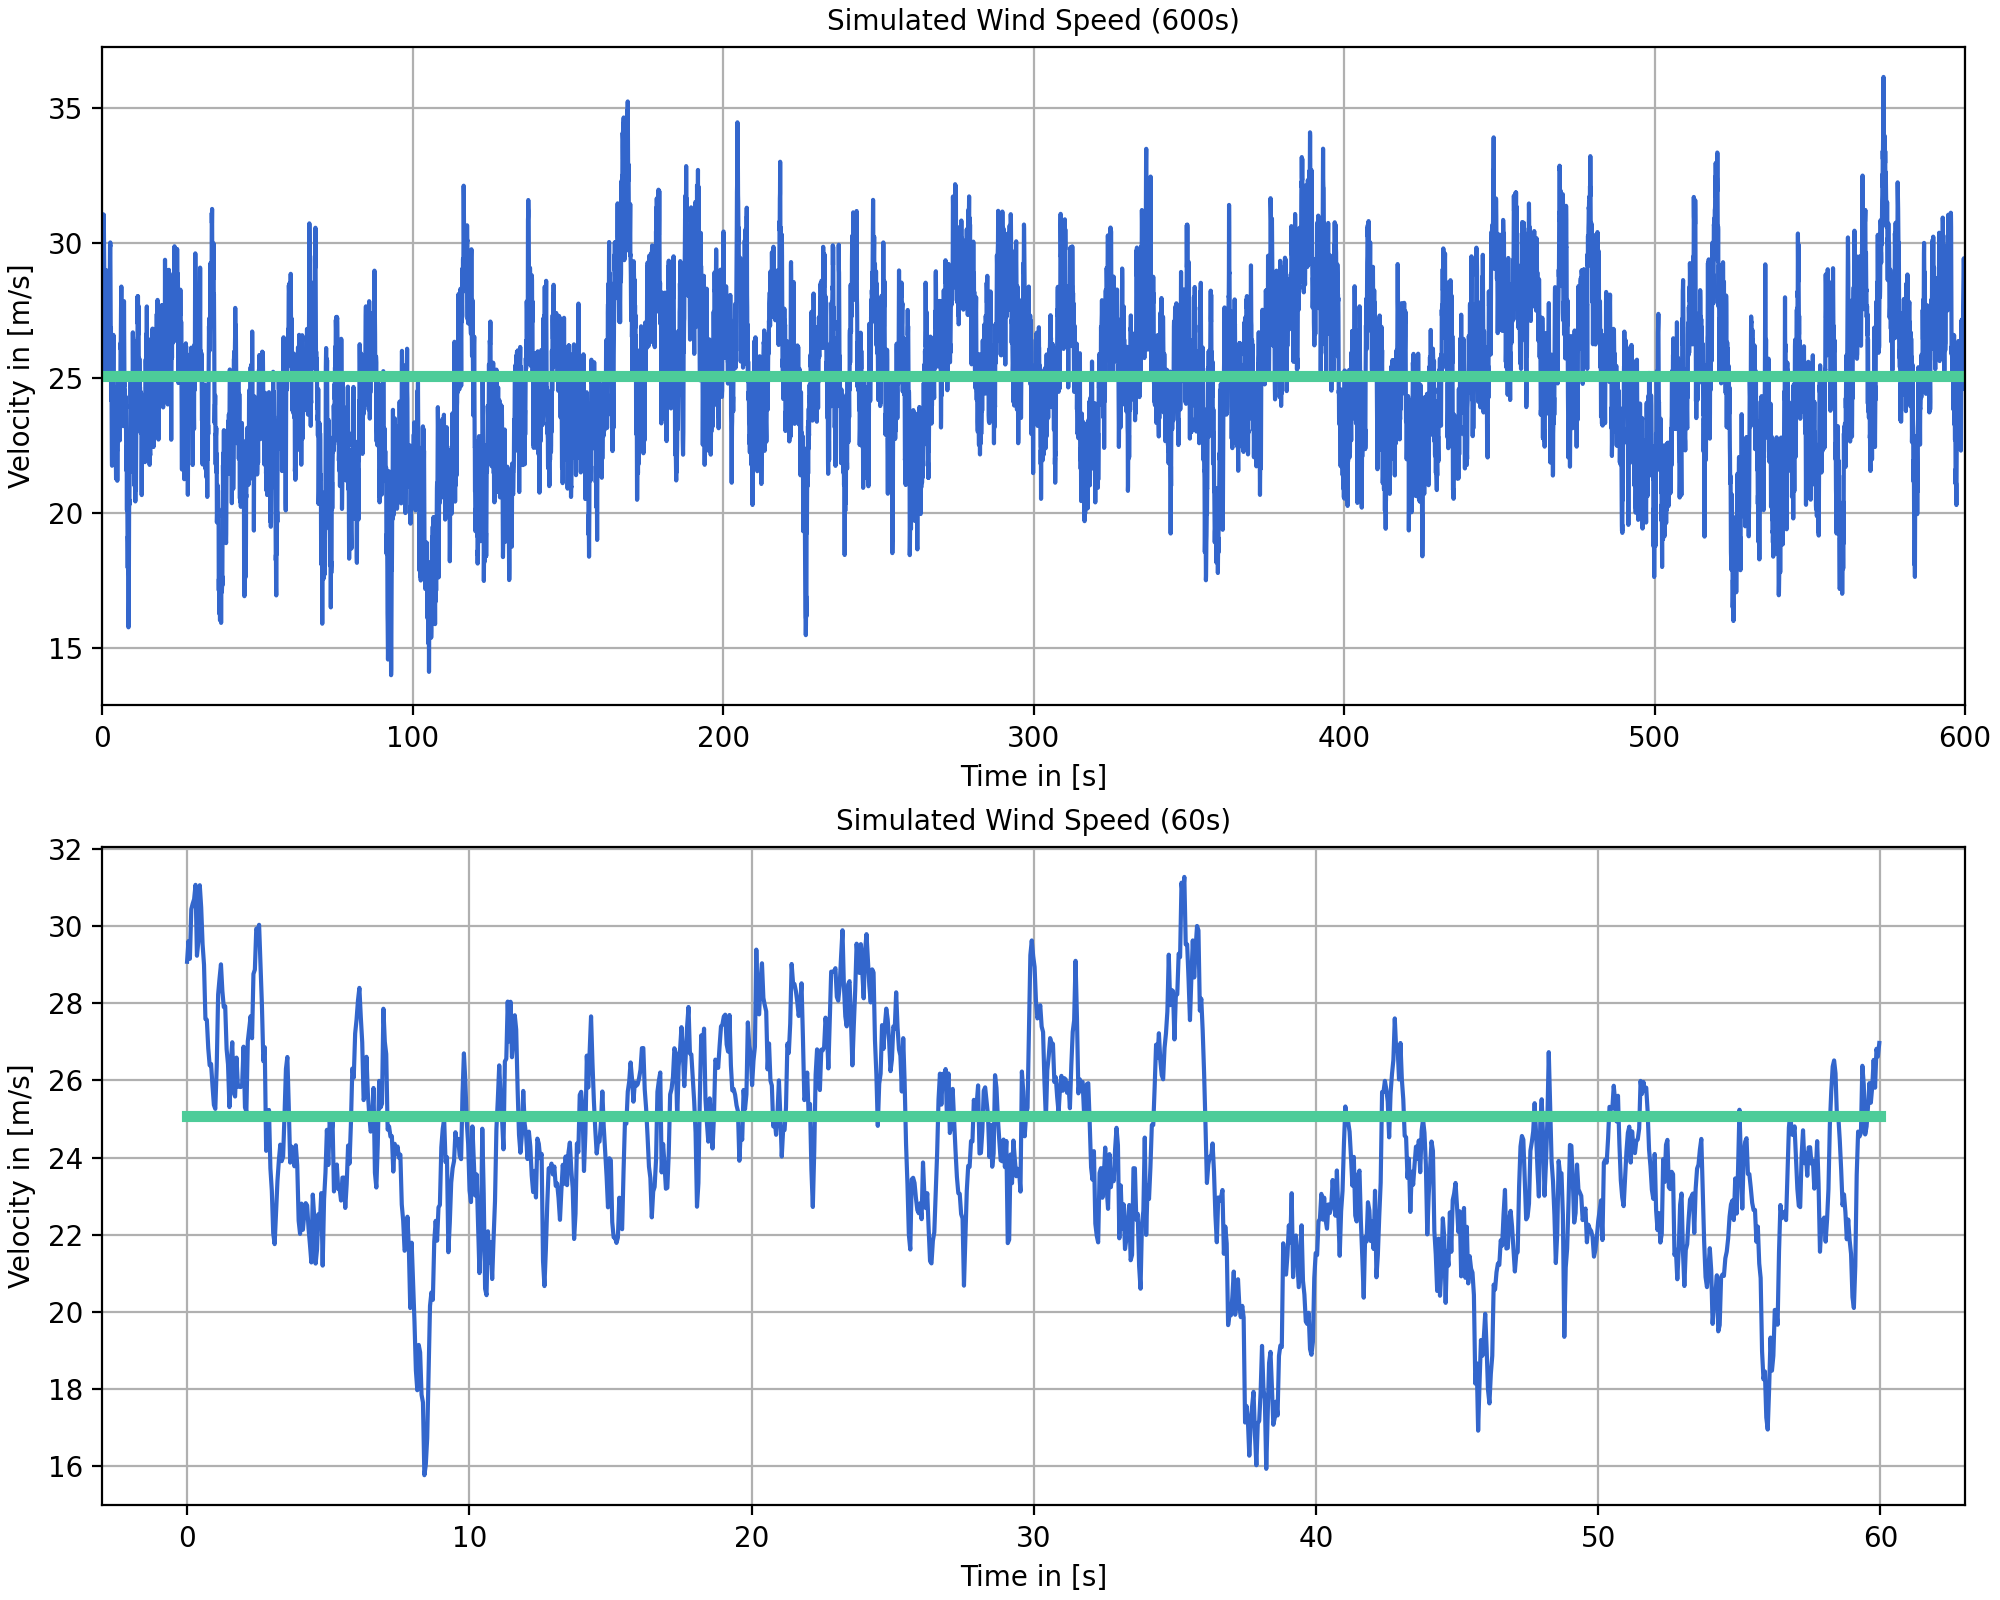 Simulated Wind Speed (600s)
Velocity in [m/s]
35
30
25
20
15
0 100 200 300 400 500 600
Time in [s]
Simulated Wind Speed (60s)
Velocity in [m/s]
32
30
28
26
24
22
20
18
16
0 10 20 30 40 50 60
Time in [s]